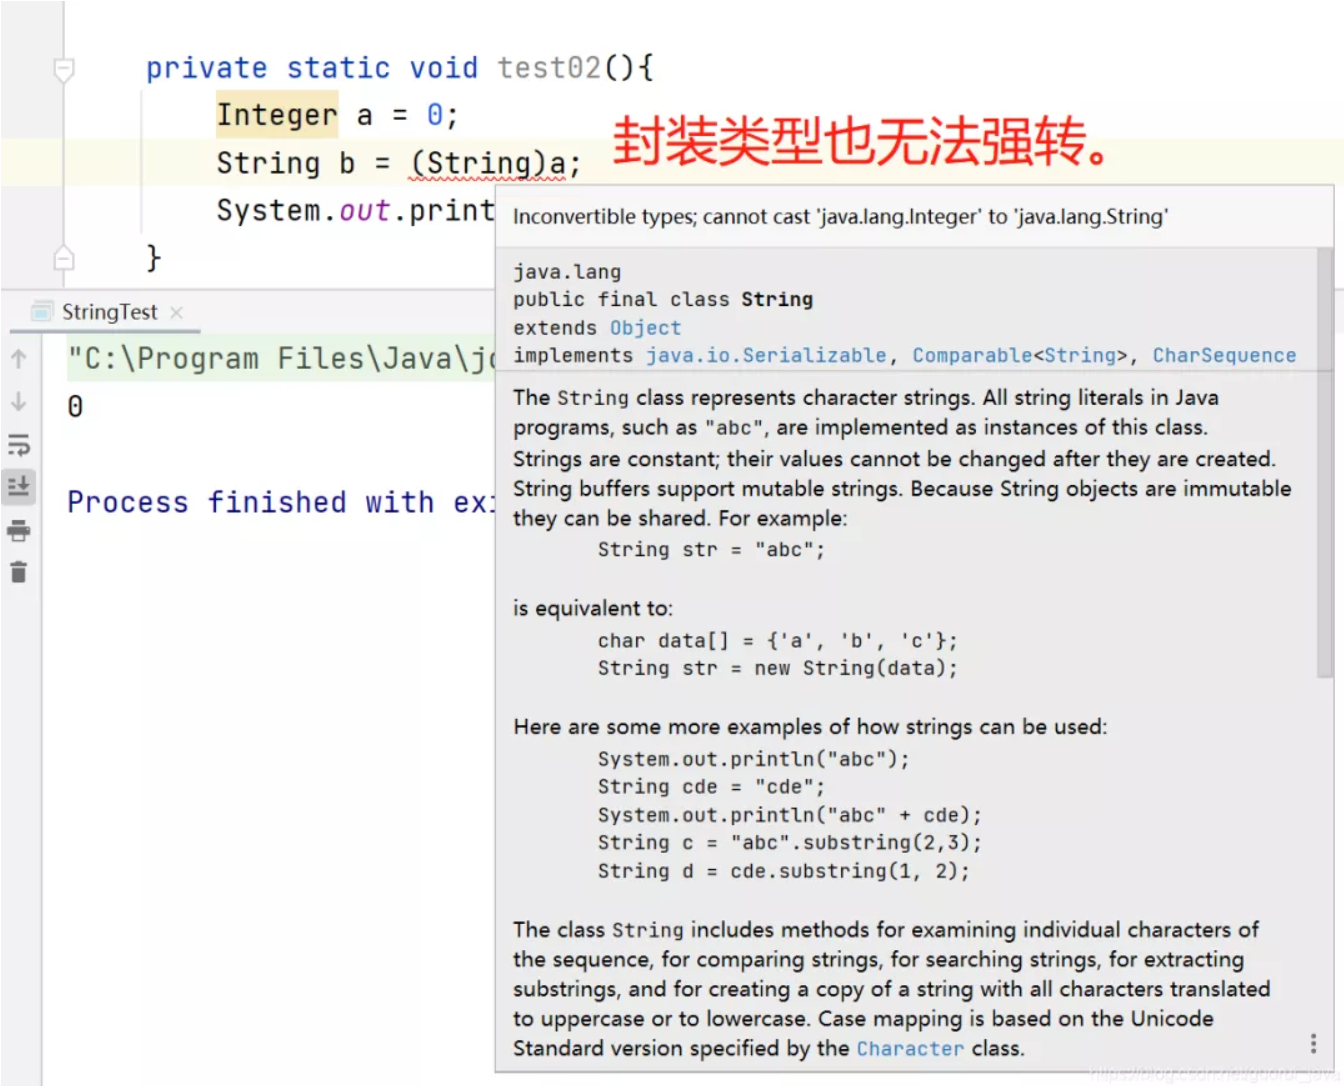 private static void test02(){
Integer a = 0;
String b = (String)a;
封装类型也无法强转。
System.out.print
}
Inconvertible types; cannot cast 'java.lang.Integer' to 'java.lang.String'
java.lang
public final class String
extends Object
implements java.io.Serializable, Comparable<String>, CharSequence
StringTest
"C:\Program Files\Java\jd
0
Process finished with exi
The String class represents character strings. All string literals in Java
programs, such as "abc", are implemented as instances of this class.
Strings are constant; their values cannot be changed after they are created.
String buffers support mutable strings. Because String objects are immutable
they can be shared. For example:
String str = "abc";
is equivalent to:
char data[] = {'a', 'b', 'c'};
String str = new String(data);
Here are some more examples of how strings can be used:
System.out.println("abc");
String cde = "cde";
System.out.println("abc" + cde);
String c = "abc".substring(2,3);
String d = cde.substring(1, 2);
The class String includes methods for examining individual characters of
the sequence, for comparing strings, for searching strings, for extracting
substrings, and for creating a copy of a string with all characters translated
to uppercase or to lowercase. Case mapping is based on the Unicode
Standard version specified by the Character class.